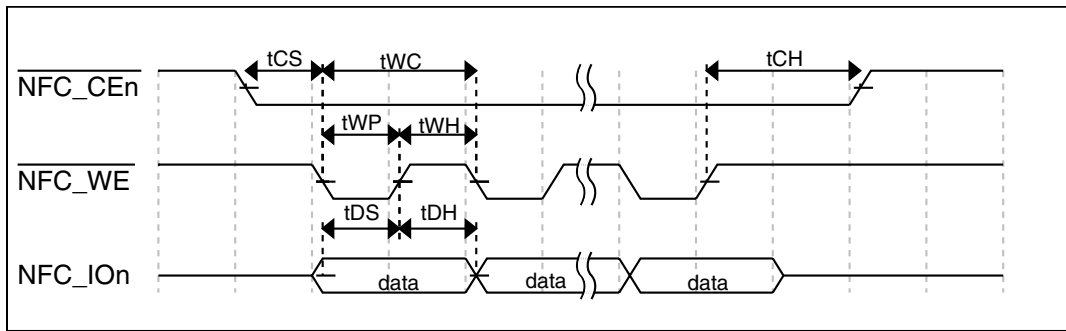 tCS tWC tCH
NFC_CEn
tWP tWH
NFC_WE
tDS tDH
NFC_IOn
data data data